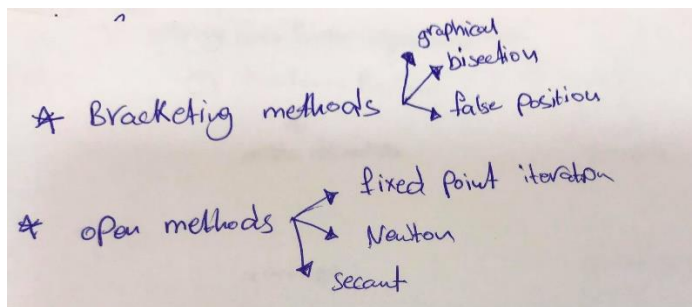 graphical
bisection
* Bracketing methods
false position
fixed point iteration
* open methods
Newton
secant